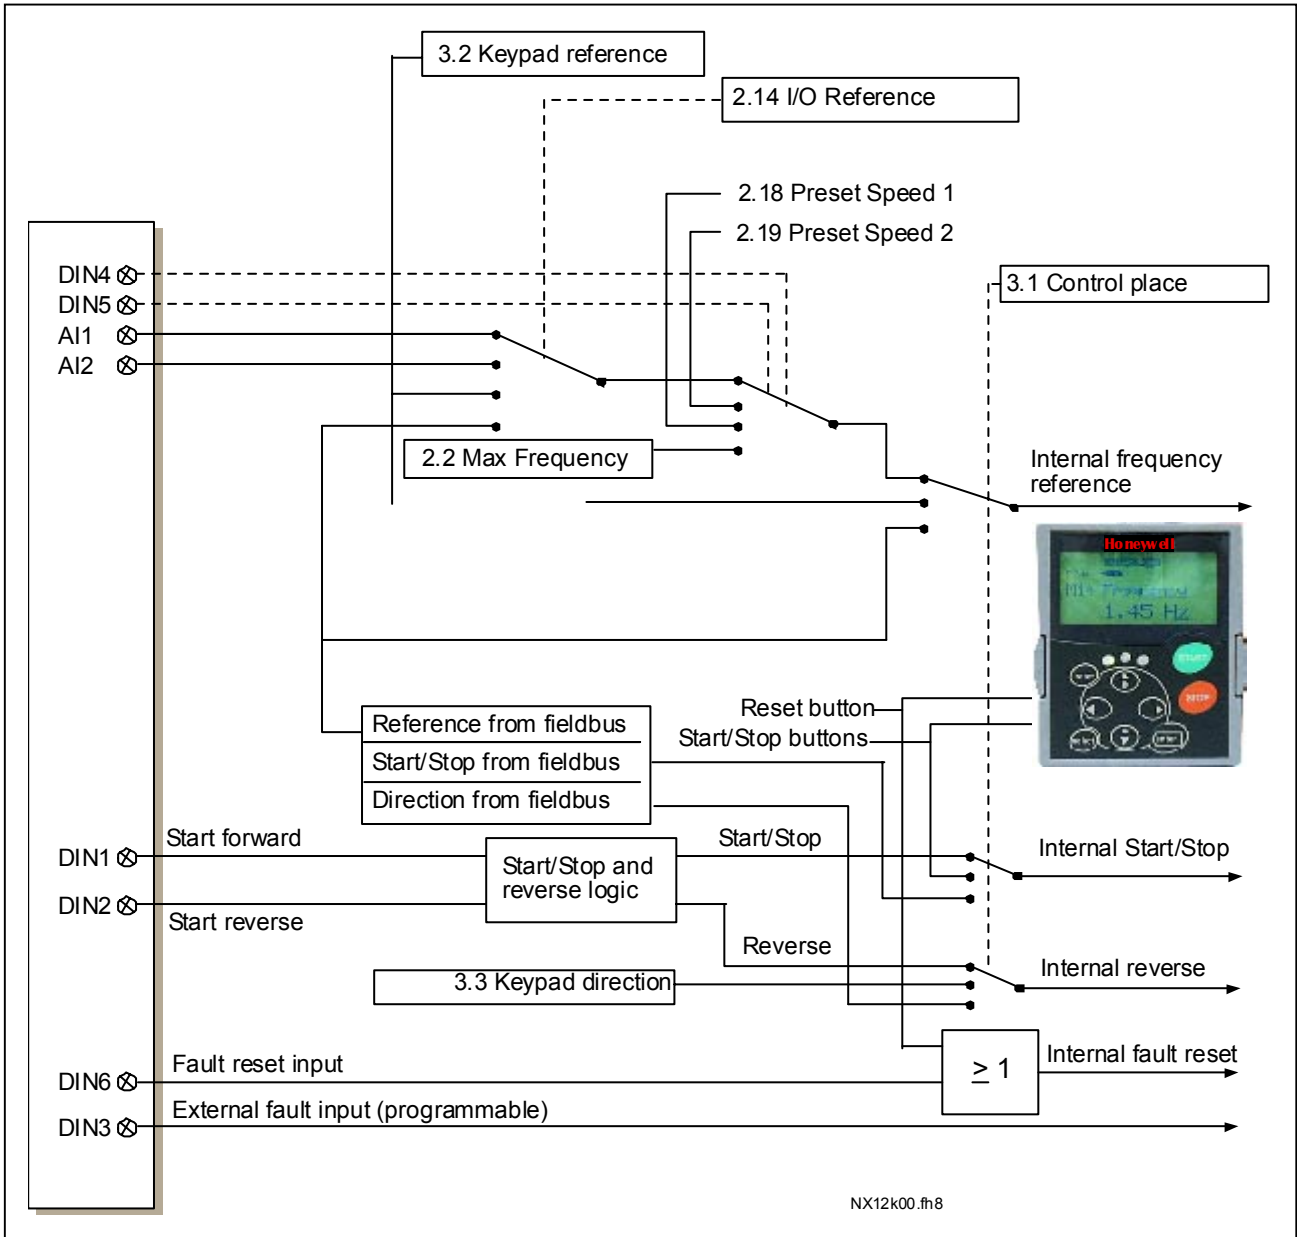 3.2 Keypad reference
2.14 I/O Reference
2.18 Preset Speed 1
2.19 Preset Speed 2
DIN4
DIN5
AI1
AI2
3.1 Control place
2.2 Max Frequency
Internal frequency
reference
Honeywell
1.45 Hz
START
STOP
Reset button
Start/Stop buttons
Reference from fieldbus
Start/Stop from fieldbus
Direction from fieldbus
DIN1
Start forward
Start/Stop and
reverse logic
Start/Stop
Internal Start/Stop
DIN2
Start reverse
Reverse
Internal reverse
3.3 Keypad direction
DIN6
Fault reset input
≥ 1
Internal fault reset
DIN3
External fault input (programmable)
NX12k00.fh8